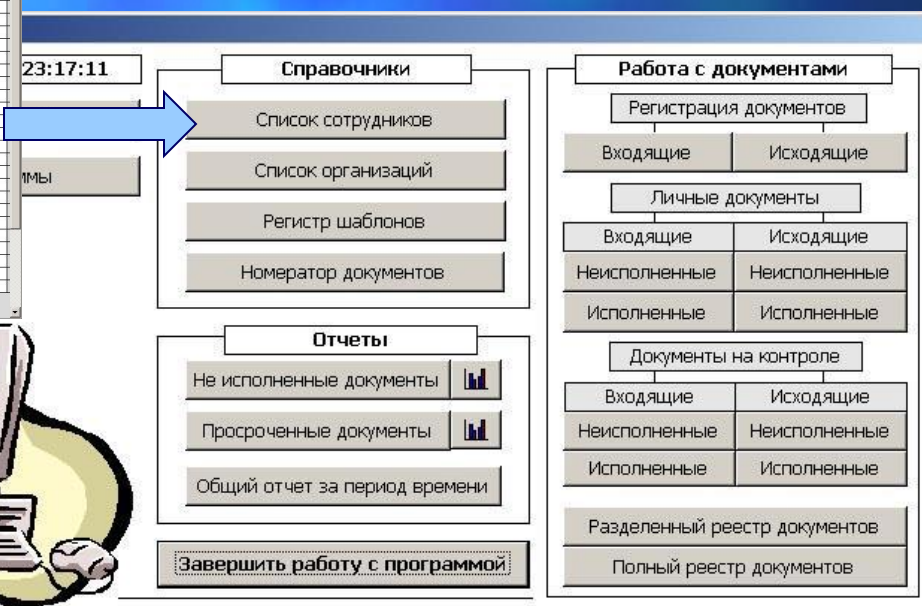 23:17:11
ммы
Справочники
Список сотрудников
Список организаций
Регистр шаблонов
Номератор документов
Отчеты
Не исполненные документы
Просроченные документы
Общий отчет за период времени
Завершить работу с программой
Работа с документами
Регистрация документов
Входящие Исходящие
Личные документы
Входящие Исходящие
Неисполненные Неисполненные
Исполненные Исполненные
Документы на контроле
Входящие Исходящие
Неисполненные Неисполненные
Исполненные Исполненные
Разделенный реестр документов
Полный реестр документов